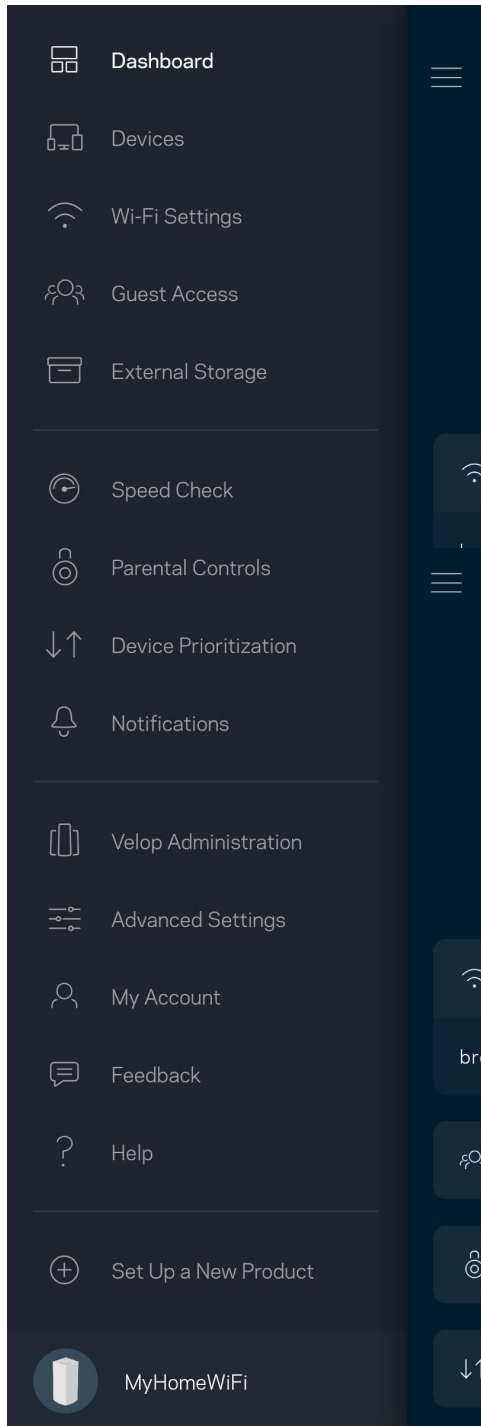 Dashboard
Devices
Wi-Fi Settings
Guest Access
External Storage
Speed Check
Parental Controls
Device Prioritization
Notifications
Velop Administration
Advanced Settings
My Account
Feedback
Help
Set Up a New Product
MyHomeWiFi